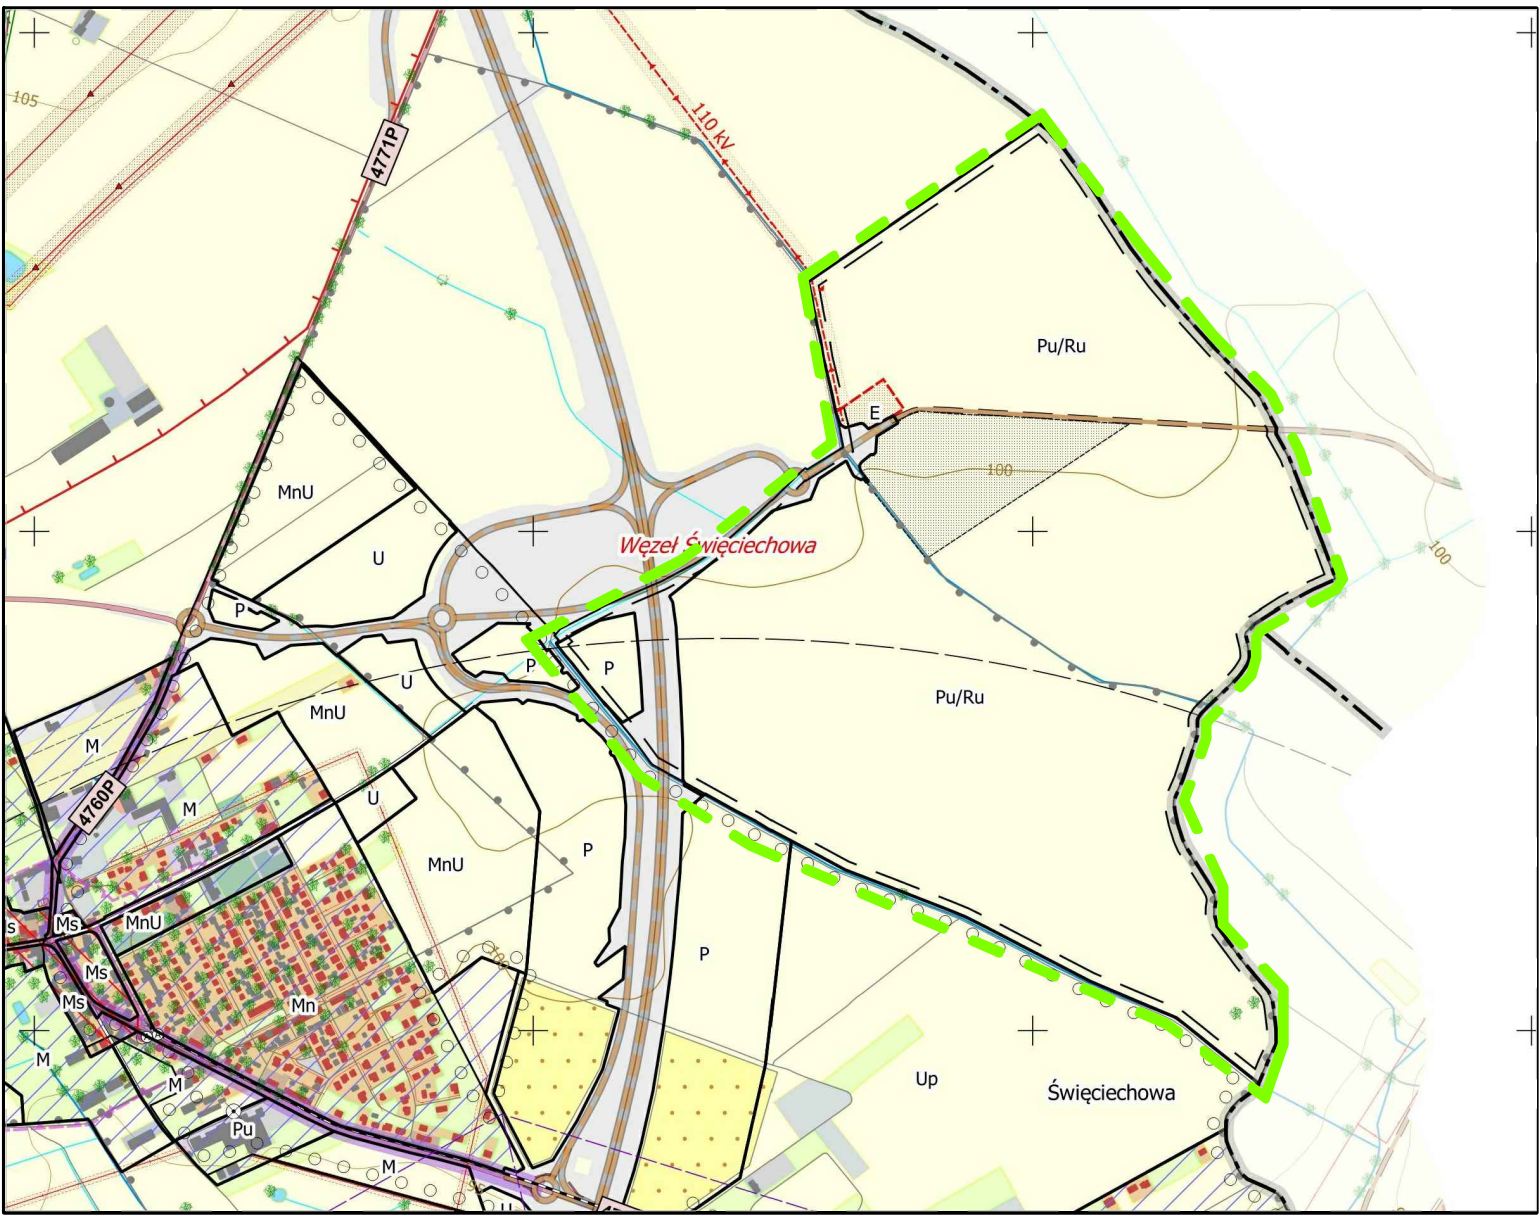 105
4771P
110 kV
Pu/Ru
E
100
MnU
Węzeł Święciechowa
100
U
P
P
P
U
MnU
Pu/Ru
M
4760P
M
U
MnU
P
Ms
MnU
P
Ms
Ms
Mn
M
M
Up
Święciechowa
Pu
M